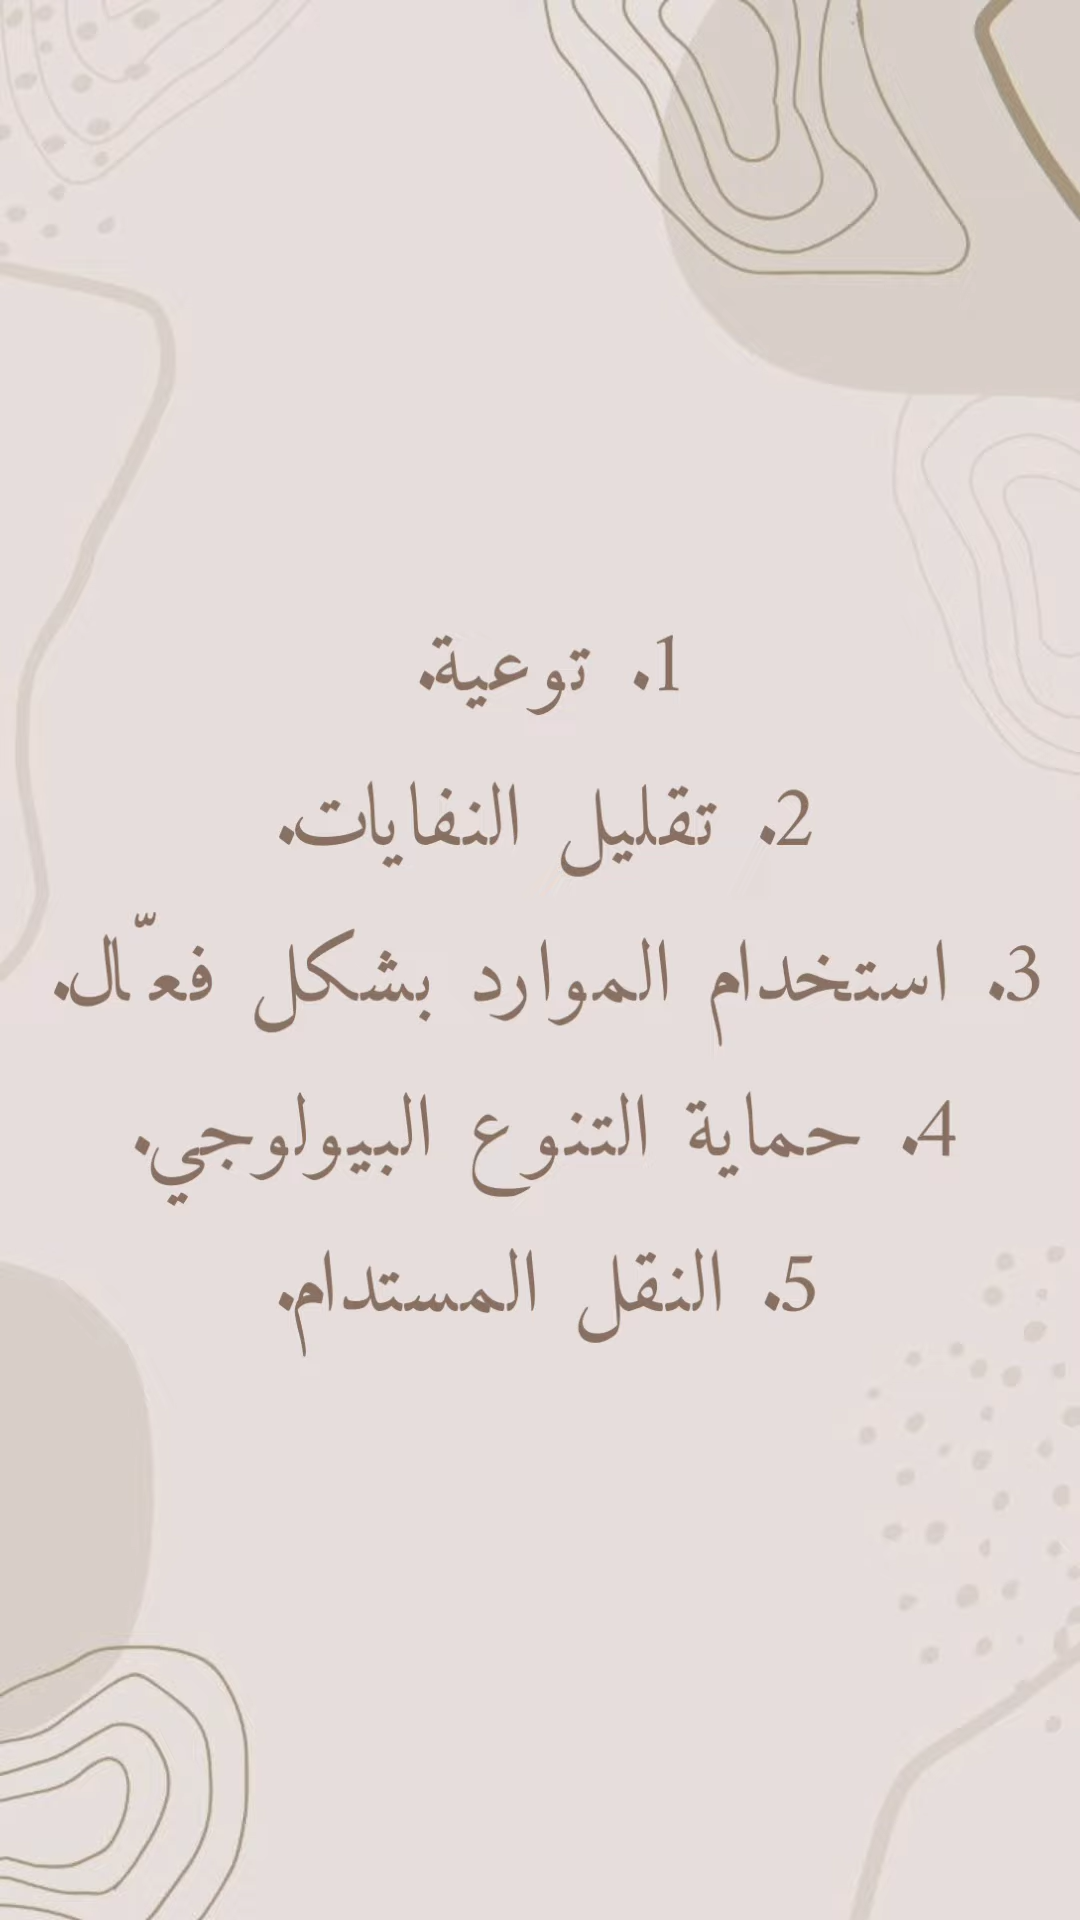 1. توعية.
2. تقليل النفايات.
3. استخدام الموارد بشكل فعّال.
4. حماية التنوع البيولوجي.
5. النقل المستدام.